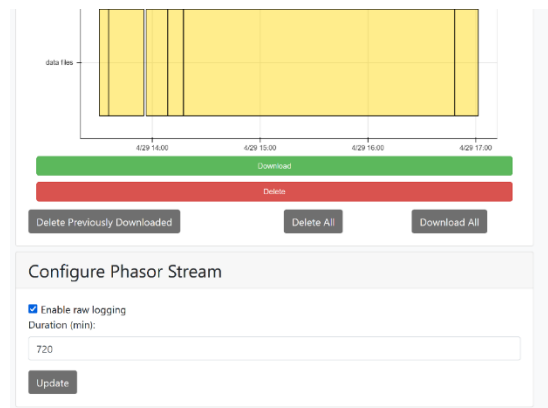 data files
4/29 14:00
4/29 15:00
4/29 16:00
4/29 17:00
Download
Delete
Delete Previously Downloaded
Delete All
Download All
Configure Phasor Stream
Enable raw logging
Duration (min):
720
Update